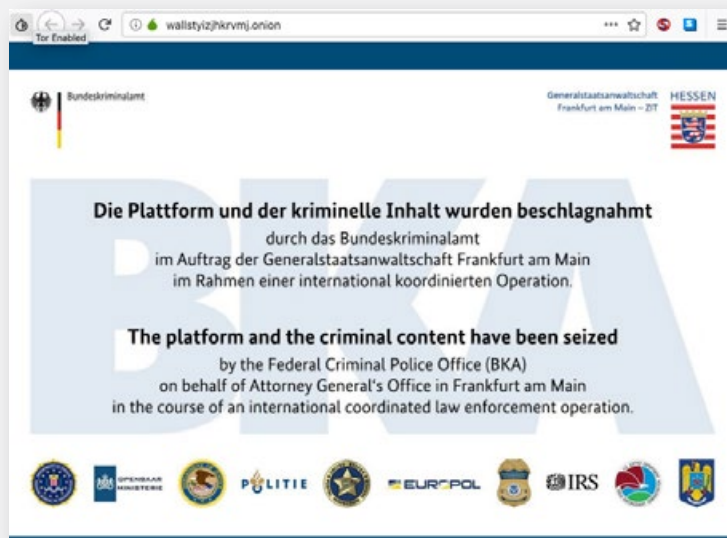 wallstyizjhkrvmj.onion
Tor Enabled
Bundeskriminalamt
Generalstaatsanwaltschaft
Frankfurt am Main – ZIT
HESSEN
BKA
Die Plattform und der kriminelle Inhalt wurden beschlagnahmt
durch das Bundeskriminalamt
im Auftrag der Generalstaatsanwaltschaft Frankfurt am Main
im Rahmen einer international koordinierten Operation.
The platform and the criminal content have been seized
by the Federal Criminal Police Office (BKA)
on behalf of Attorney General's Office in Frankfurt am Main
in the course of an international coordinated law enforcement operation.
OPENBAAR
MINISTERIE
POLITIE
EUROPOL
IRS